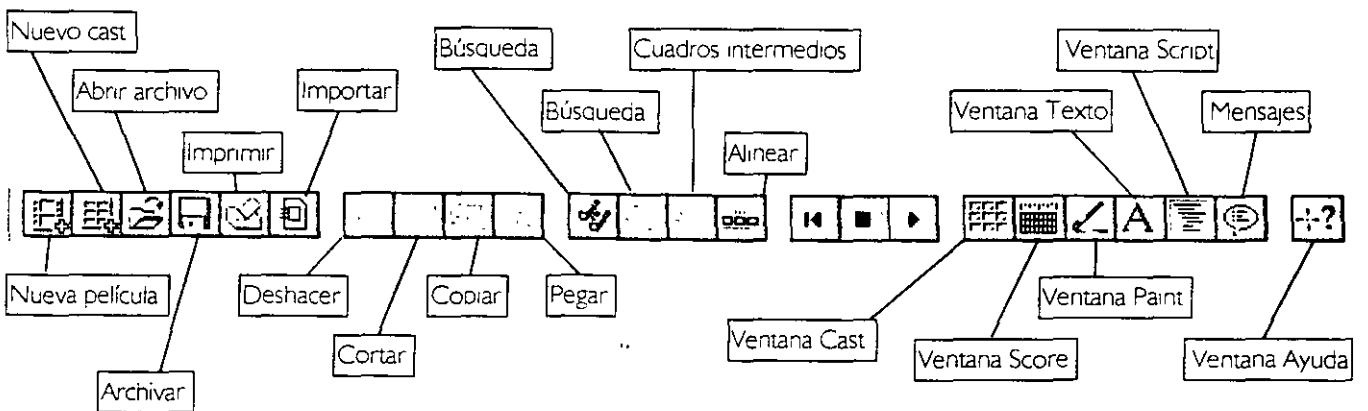 Nuevo cast
Búsqueda
Cuadros intermedios
Ventana Script
Abrir archivo
Importar
Búsqueda
Ventana Texto
Mensajes
Imprimir
Alinear
A
?
Nueva película
Deshacer
Copiar
Pegar
Ventana Paint
Cortar
Ventana Cast
Ventana Score
Ventana Ayuda
Archivar